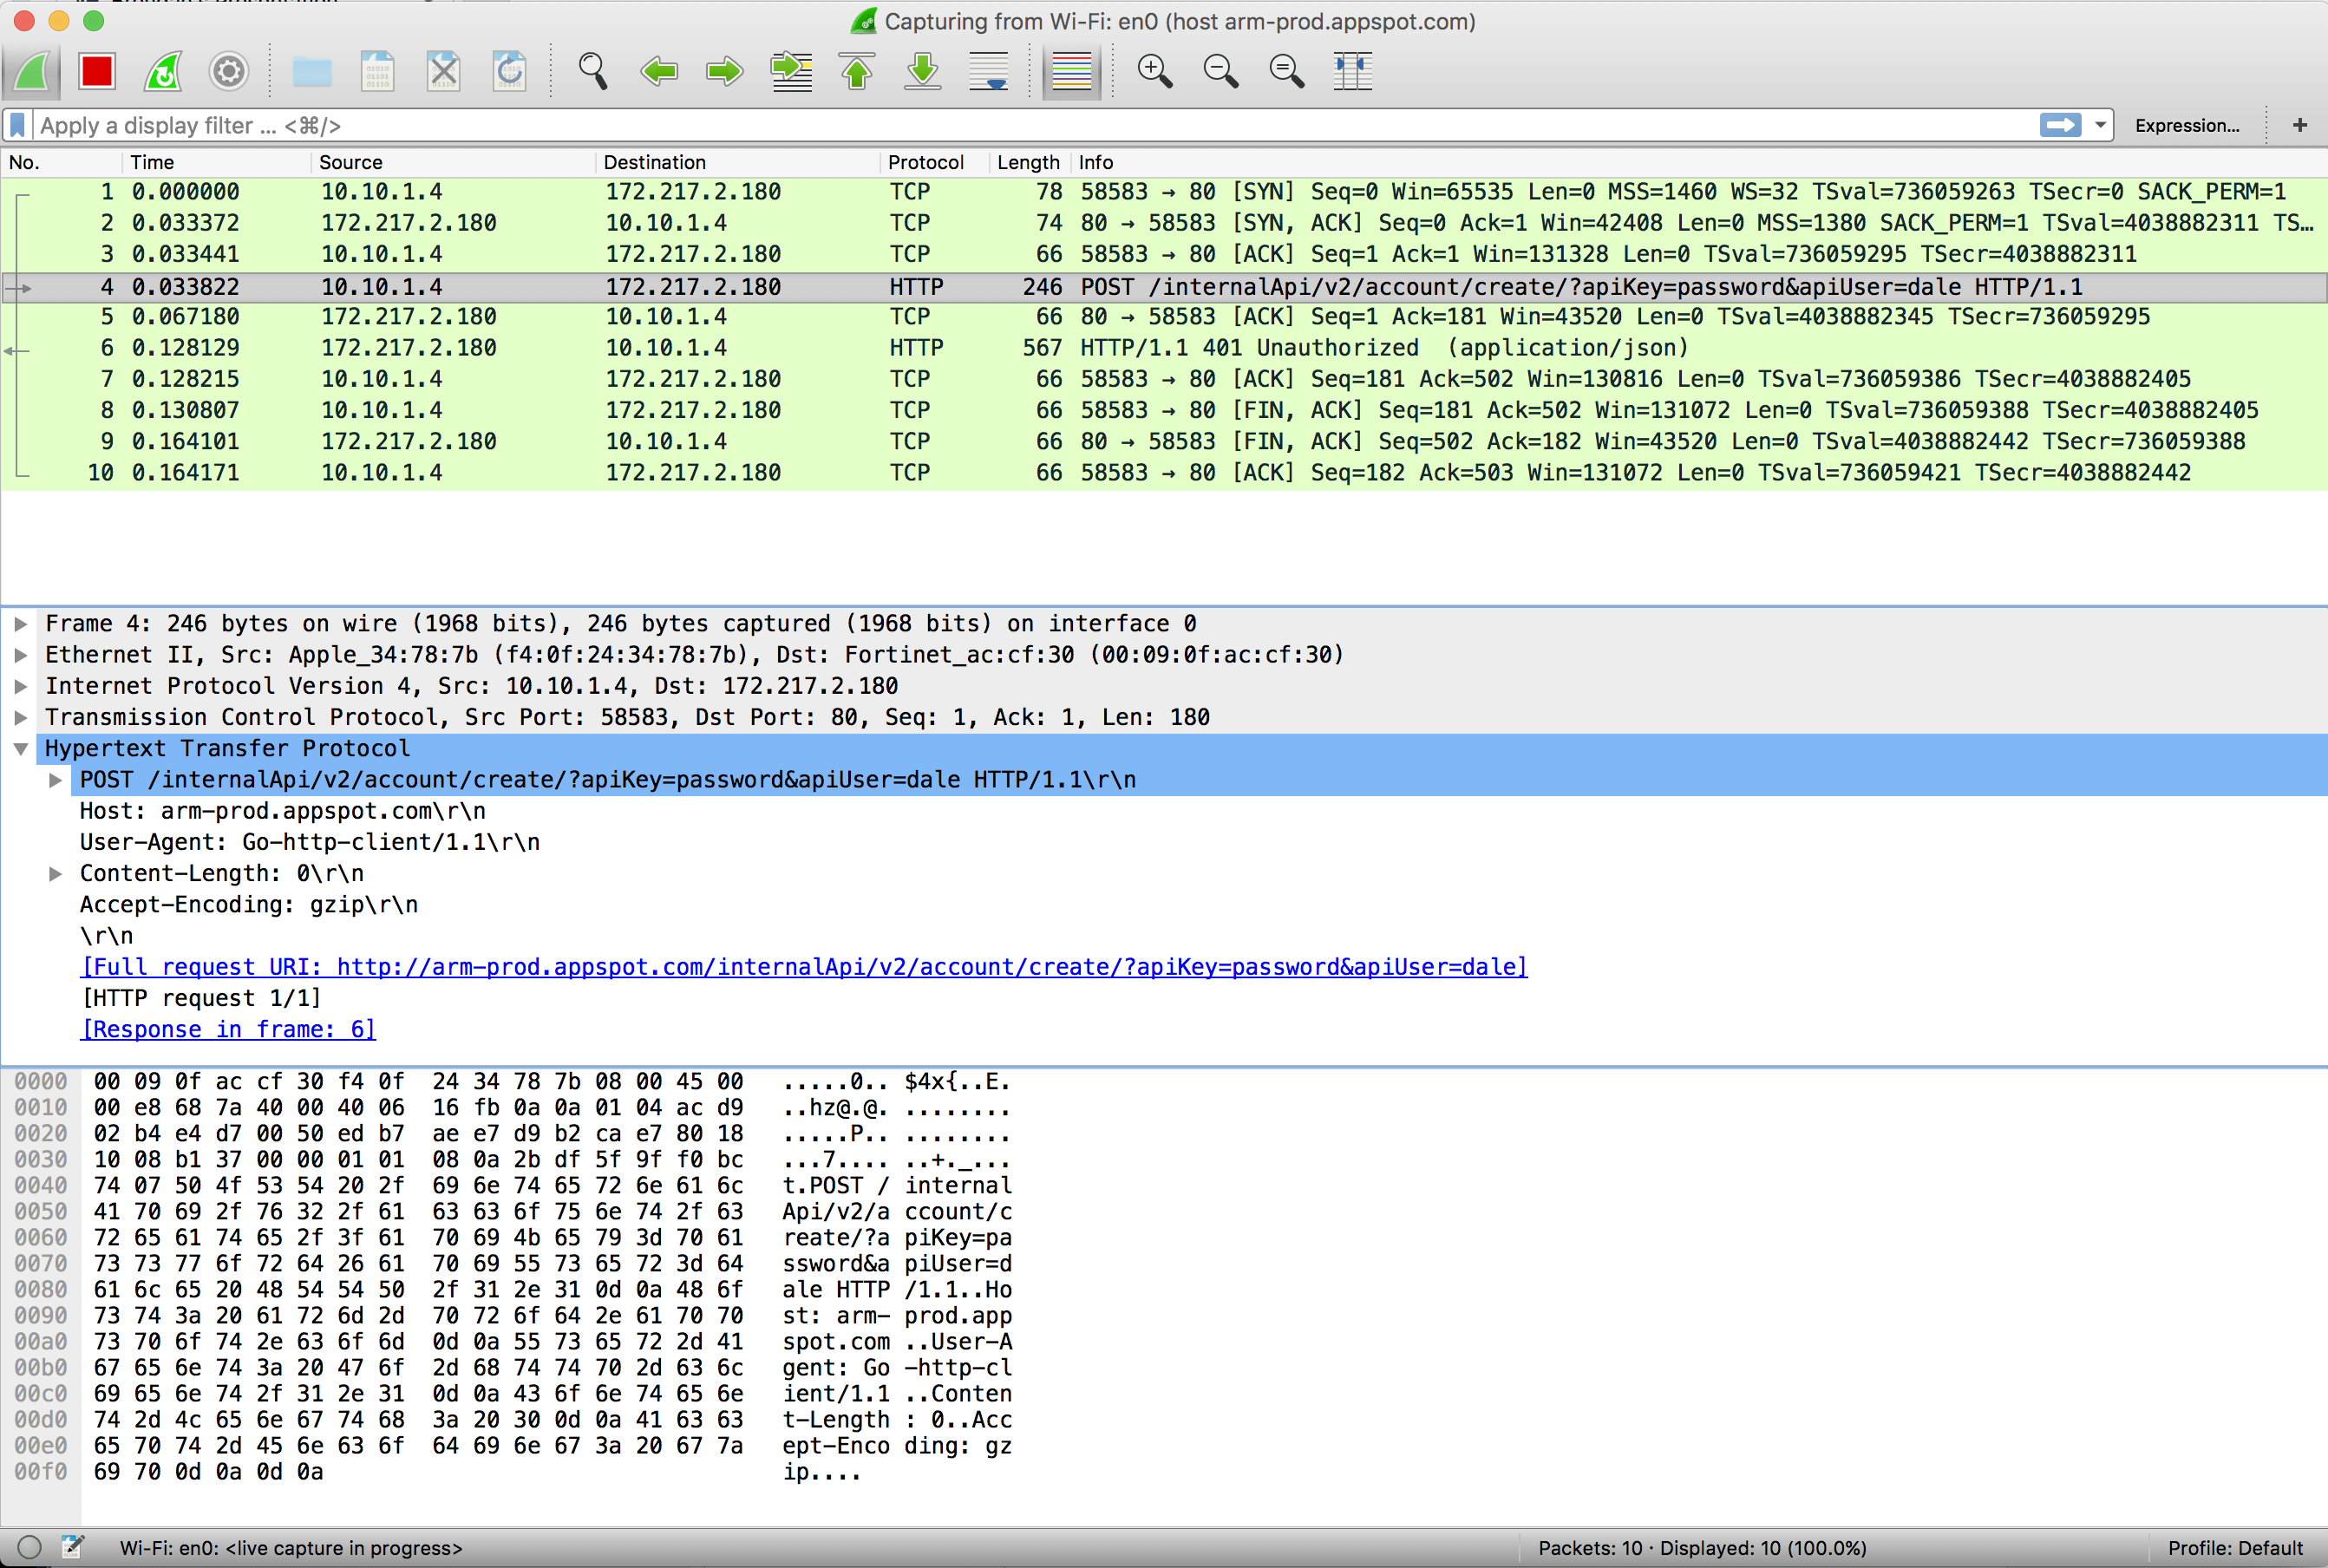 Capturing from Wi-Fi: en0 (host arm-prod.appspot.com)
Apply a display filter ... <⌘/>
Expression...
+
No. Time Source Destination Protocol Length Info
1 0.000000 10.10.1.4 172.217.2.180 TCP 78 58583 → 80 [SYN] Seq=0 Win=65535 Len=0 MSS=1460 WS=32 TSval=736059263 TSecr=0 SACK_PERM=1
2 0.033372 172.217.2.180 10.10.1.4 TCP 74 80 → 58583 [SYN, ACK] Seq=0 Ack=1 Win=42408 Len=0 MSS=1380 SACK_PERM=1 TSval=4038882311 TS…
3 0.033441 10.10.1.4 172.217.2.180 TCP 66 58583 → 80 [ACK] Seq=1 Ack=1 Win=131328 Len=0 TSval=736059295 TSecr=4038882311
4 0.033822 10.10.1.4 172.217.2.180 HTTP 246 POST /internalApi/v2/account/create/?apiKey=password&apiUser=dale HTTP/1.1
5 0.067180 172.217.2.180 10.10.1.4 TCP 66 80 → 58583 [ACK] Seq=1 Ack=181 Win=43520 Len=0 TSval=4038882345 TSecr=736059295
6 0.128129 172.217.2.180 10.10.1.4 HTTP 567 HTTP/1.1 401 Unauthorized (application/json)
7 0.128215 10.10.1.4 172.217.2.180 TCP 66 58583 → 80 [ACK] Seq=181 Ack=502 Win=130816 Len=0 TSval=736059386 TSecr=4038882405
8 0.130807 10.10.1.4 172.217.2.180 TCP 66 58583 → 80 [FIN, ACK] Seq=181 Ack=502 Win=131072 Len=0 TSval=736059388 TSecr=4038882405
9 0.164101 172.217.2.180 10.10.1.4 TCP 66 80 → 58583 [FIN, ACK] Seq=502 Ack=182 Win=43520 Len=0 TSval=4038882442 TSecr=736059388
10 0.164171 10.10.1.4 172.217.2.180 TCP 66 58583 → 80 [ACK] Seq=182 Ack=503 Win=131072 Len=0 TSval=736059421 TSecr=4038882442
Frame 4: 246 bytes on wire (1968 bits), 246 bytes captured (1968 bits) on interface 0
Ethernet II, Src: Apple_34:78:7b (f4:0f:24:34:78:7b), Dst: Fortinet_ac:cf:30 (00:09:0f:ac:cf:30)
Internet Protocol Version 4, Src: 10.10.1.4, Dst: 172.217.2.180
Transmission Control Protocol, Src Port: 58583, Dst Port: 80, Seq: 1, Ack: 1, Len: 180
Hypertext Transfer Protocol
POST /internalApi/v2/account/create/?apiKey=password&apiUser=dale HTTP/1.1\r\n
Host: arm-prod.appspot.com\r\n
User-Agent: Go-http-client/1.1\r\n
Content-Length: 0\r\n
Accept-Encoding: gzip\r\n
\r\n
[Full request URI: http://arm-prod.appspot.com/internalApi/v2/account/create/?apiKey=password&apiUser=dale]
[HTTP request 1/1]
[Response in frame: 6]
0000 00 09 0f ac cf 30 f4 0f 24 34 78 7b 08 00 45 00 .....0.. $4x{..E.
0010 00 e8 68 7a 40 00 40 06 16 fb 0a 0a 01 04 ac d9 ..hz@.@. ........
0020 02 b4 e4 d7 00 50 ed b7 ae e7 d9 b2 ca e7 80 18 .....P.. ........
0030 10 08 b1 37 00 00 01 01 08 0a 2b df 5f 9f f0 bc ...7.... ..+._...
0040 74 07 50 4f 53 54 20 2f 69 6e 74 65 72 6e 61 6c t.POST / internal
0050 41 70 69 2f 76 32 2f 61 63 63 6f 75 6e 74 2f 63 Api/v2/a ccount/c
0060 72 65 61 74 65 2f 3f 61 70 69 4b 65 79 3d 70 61 reate/?a piKey=pa
0070 73 73 77 6f 72 64 26 61 70 69 55 73 65 72 3d 64 ssword&a piUser=d
0080 61 6c 65 20 48 54 54 50 2f 31 2e 31 0d 0a 48 6f ale HTTP /1.1..Ho
0090 73 74 3a 20 61 72 6d 2d 70 72 6f 64 2e 61 70 70 st: arm- prod.app
00a0 73 70 6f 74 2e 63 6f 6d 0d 0a 55 73 65 72 2d 41 spot.com ..User-A
00b0 67 65 6e 74 3a 20 47 6f 2d 68 74 74 70 2d 63 6c gent: Go -http-cl
00c0 69 65 6e 74 2f 31 2e 31 0d 0a 43 6f 6e 74 65 6e ient/1.1 ..Conten
00d0 74 2d 4c 65 6e 67 74 68 3a 20 30 0d 0a 41 63 63 t-Length : 0..Acc
00e0 65 70 74 2d 45 6e 63 6f 64 69 6e 67 3a 20 67 7a ept-Enco ding: gz
00f0 69 70 0d 0a 0d 0a ip....
Wi-Fi: en0: <live capture in progress>
Packets: 10 · Displayed: 10 (100.0%)
Profile: Default